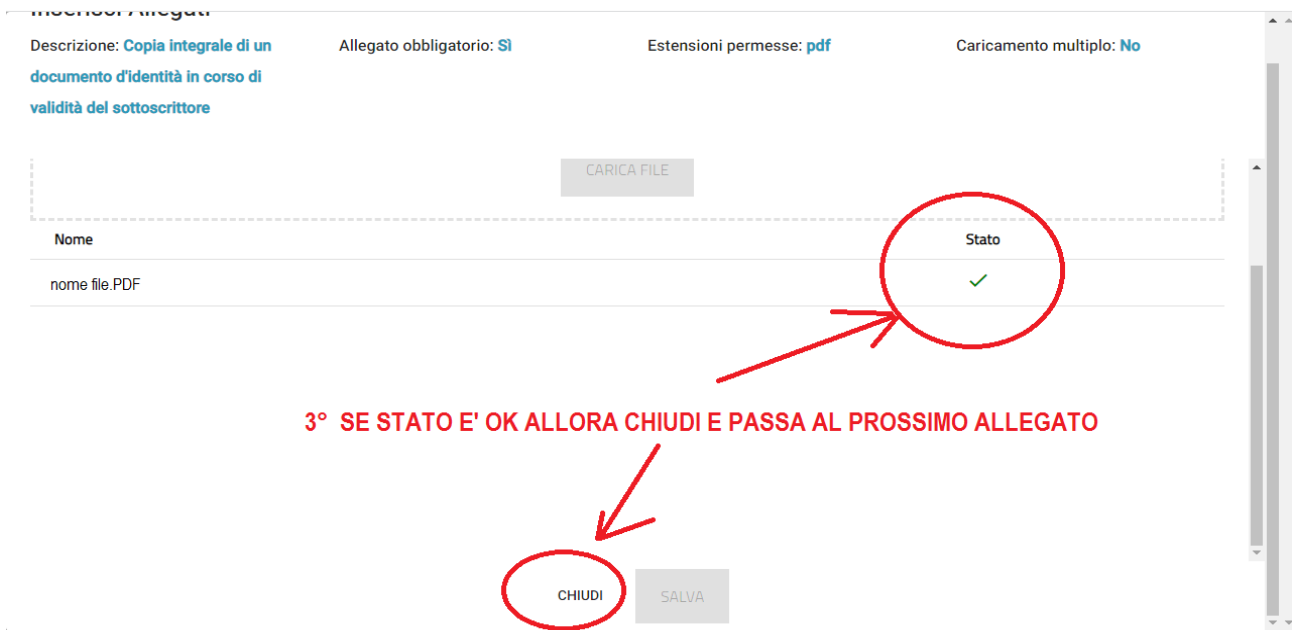 Inserisci Allegati
Descrizione: Copia integrale di un
documento d'identità in corso di
validità del sottoscrittore
Allegato obbligatorio: Sì
Estensioni permesse: pdf
Caricamento multiplo: No
CARICA FILE
Nome
Stato
nome file.PDF
3° SE STATO E' OK ALLORA CHIUDI E PASSA AL PROSSIMO ALLEGATO
CHIUDI
SALVA